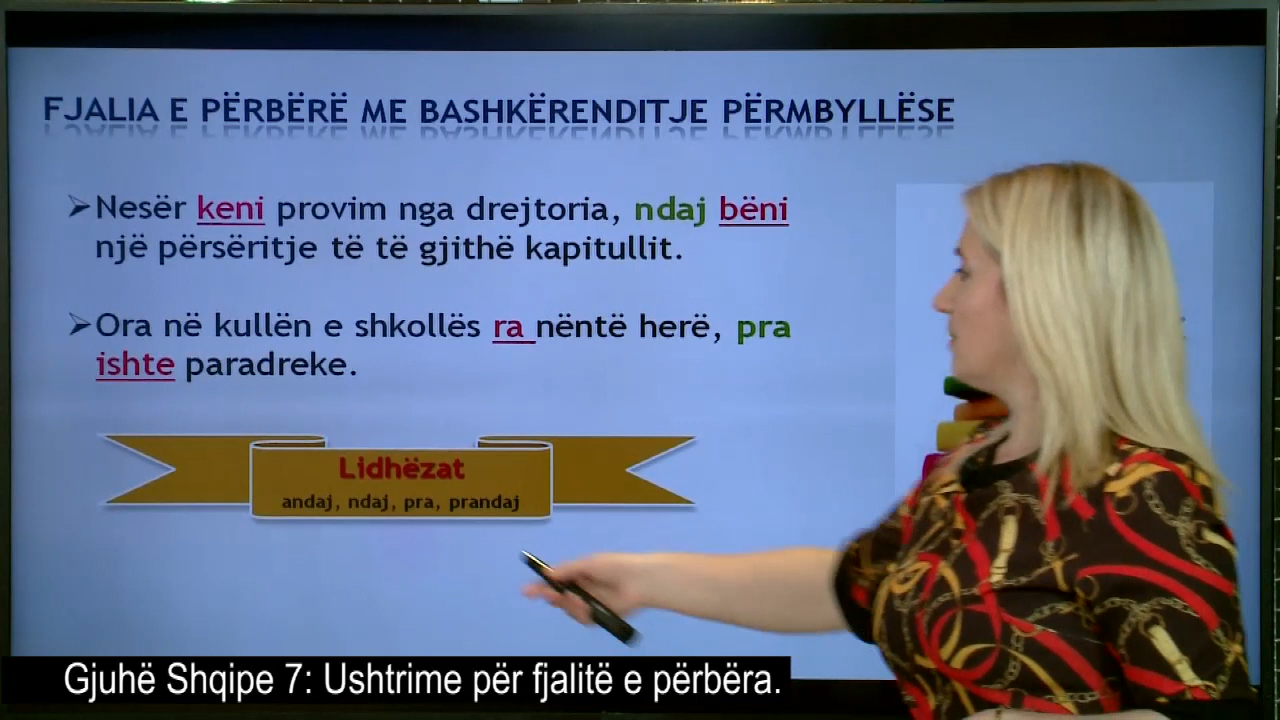 FJALIA E PËRBËRË ME BASHKËRENDITJE PËRMBYLLËSE
➢Nesër keni provim nga drejtoria, ndaj bëni
një përsëritje të të gjithë kapitullit.
➢Ora në kullën e shkollës ra nëntë herë, pra
ishte paradreke.
Lidhëzat
andaj, ndaj, pra, prandaj
Gjuhë Shqipe 7: Ushtrime për fjalitë e përbëra.